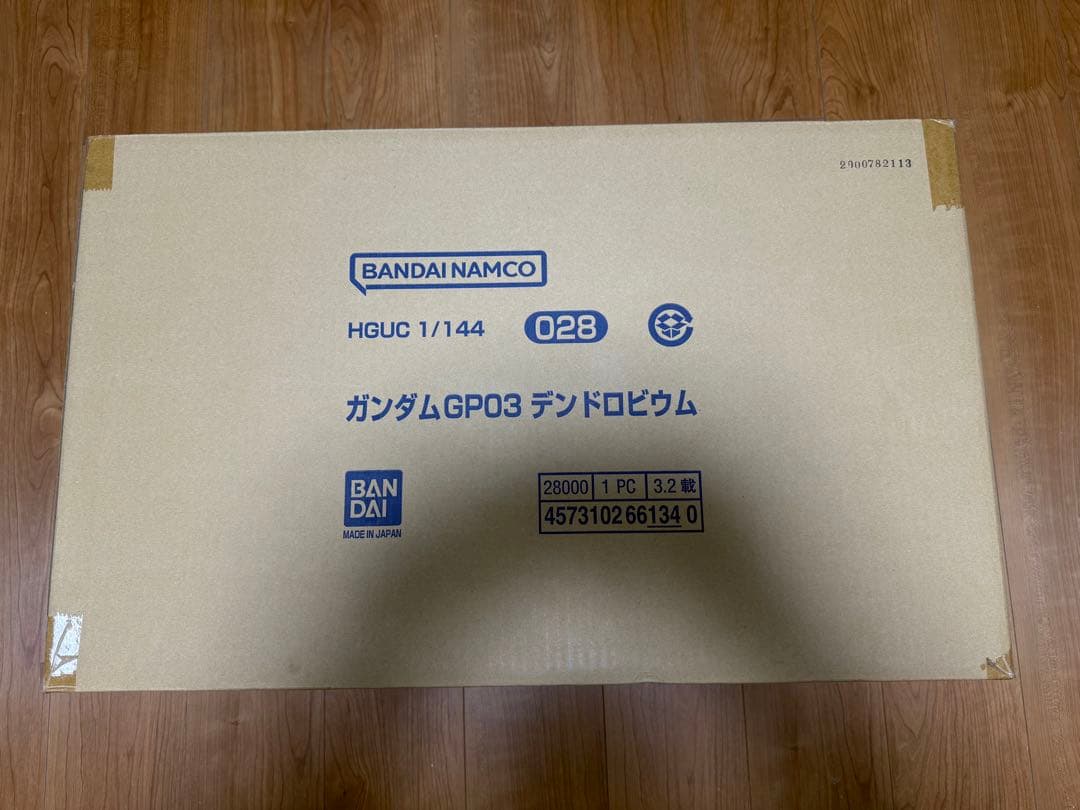 2900782113
BANDAI NAMCO
HGUC 1/144 028
ガンダムGP03 デンドロビウム
BAN
DAI
MADE IN JAPAN
28000 1 PC 3.2 載
4573102 66134 0